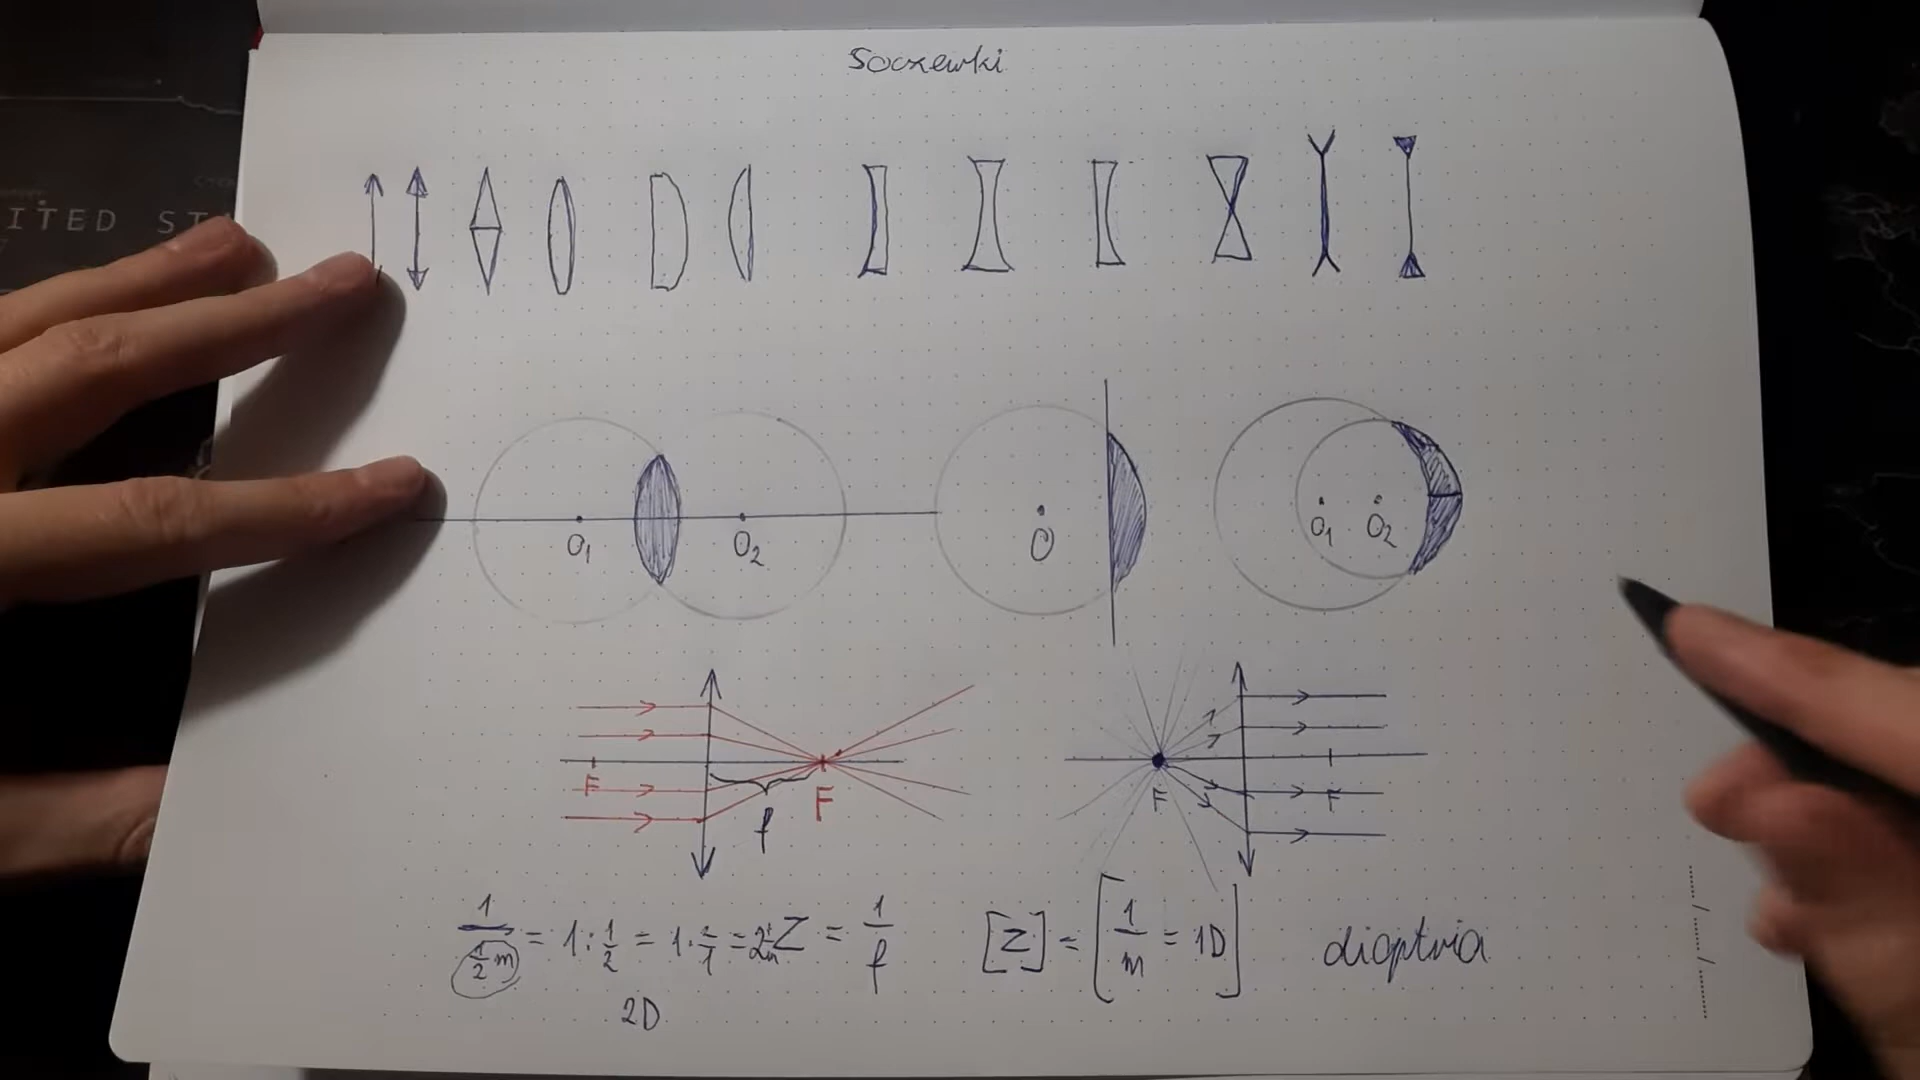 Soczewki
ITED STA
O₁ O₂ O O₁ O₂
F f F F F
1/(1/2 m) = 1 : 1/2 = 1 · 2/1 = 2 1/m Z = 1/f [Z] = [1/m = 1D] dioptria
2D